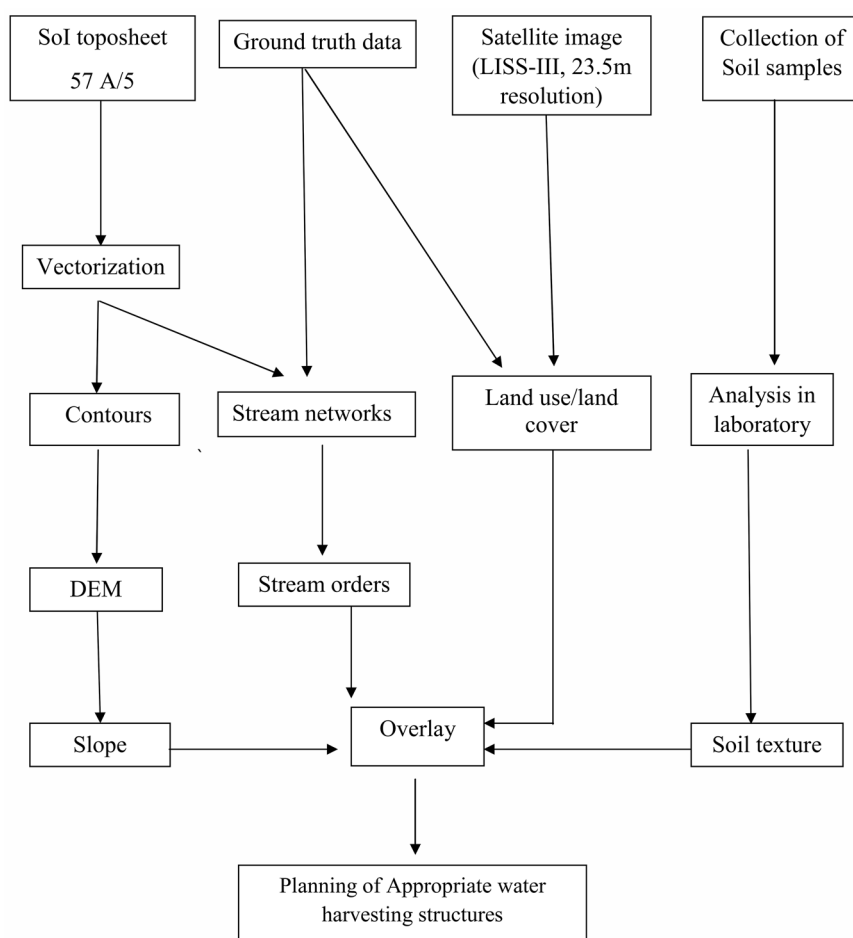 SoI toposheet
57 A/5
Ground truth data
Satellite image
(LISS-III, 23.5m
resolution)
Collection of
Soil samples
Vectorization
Contours
Stream networks
Land use/land
cover
Analysis in
laboratory
DEM
Stream orders
Slope
Overlay
Soil texture
Planning of Appropriate water
harvesting structures